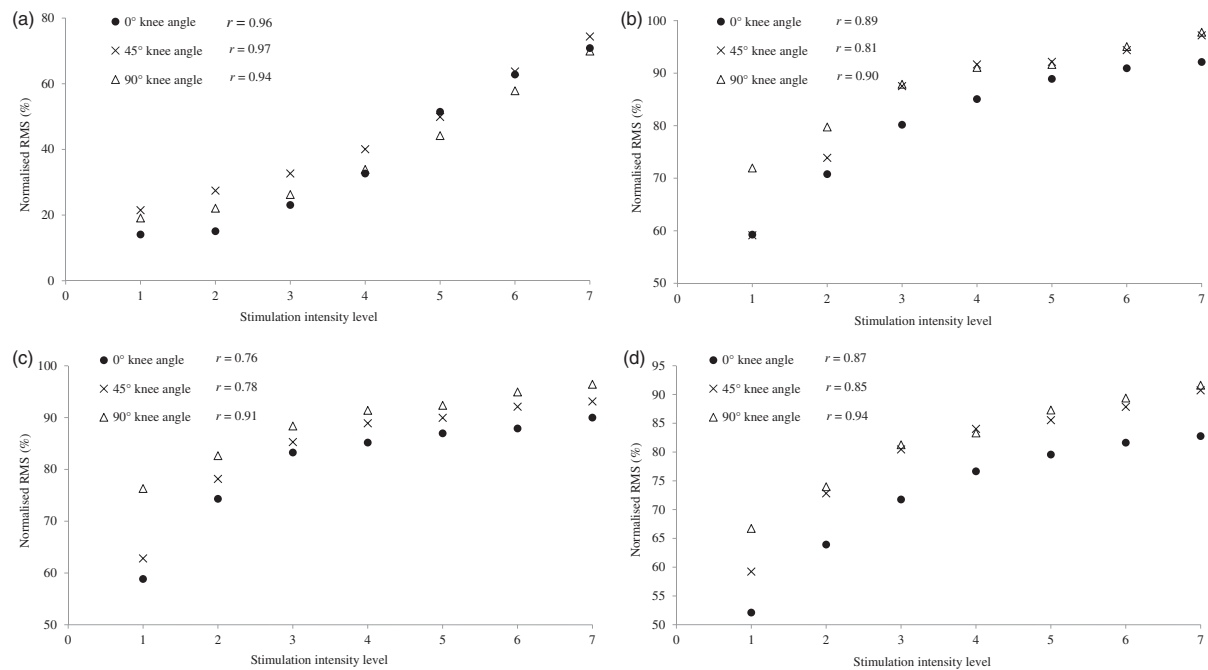 (a)
● 0° knee angle r = 0.96
× 45° knee angle r = 0.97
△ 90° knee angle r = 0.94
Normalised RMS (%)
80
60
40
20
0
0 1 2 3 4 5 6 7
Stimulation intensity level
(b)
● 0° knee angle r = 0.89
× 45° knee angle r = 0.81
△ 90° knee angle r = 0.90
Normalised RMS (%)
100
90
80
70
60
50
0 1 2 3 4 5 6 7
Stimulation intensity level
(c)
● 0° knee angle r = 0.76
× 45° knee angle r = 0.78
△ 90° knee angle r = 0.91
Normalised RMS (%)
100
90
80
70
60
50
0 1 2 3 4 5 6 7
Stimulation intensity level
(d)
● 0° knee angle r = 0.87
× 45° knee angle r = 0.85
△ 90° knee angle r = 0.94
Normalised RMS (%)
95
90
85
80
75
70
65
60
55
50
0 1 2 3 4 5 6 7
Stimulation intensity level